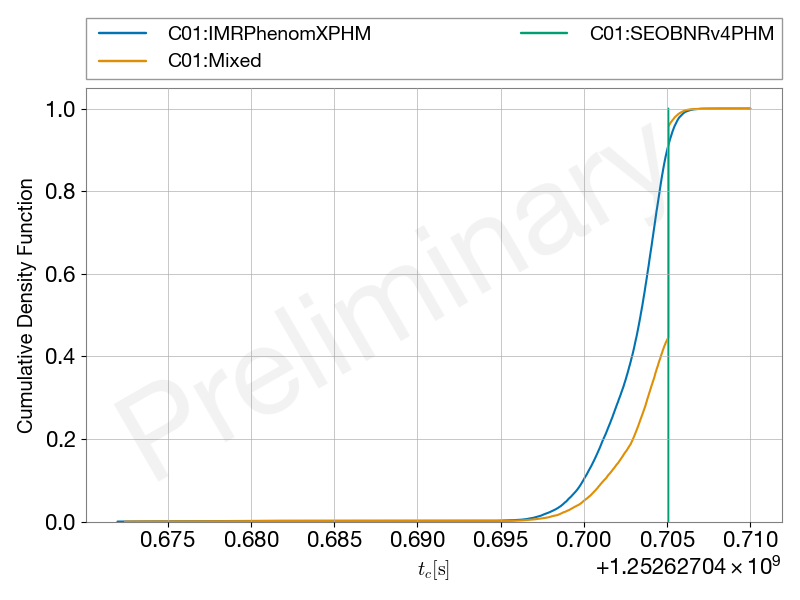 C01:IMRPhenomXPHM
C01:SEOBNRv4PHM
C01:Mixed
Preliminary
Cumulative Density Function
1.0
0.8
0.6
0.4
0.2
0.0
0.675 0.680 0.685 0.690 0.695 0.700 0.705 0.710
t_c[s]
+1.25262704 × 10⁹